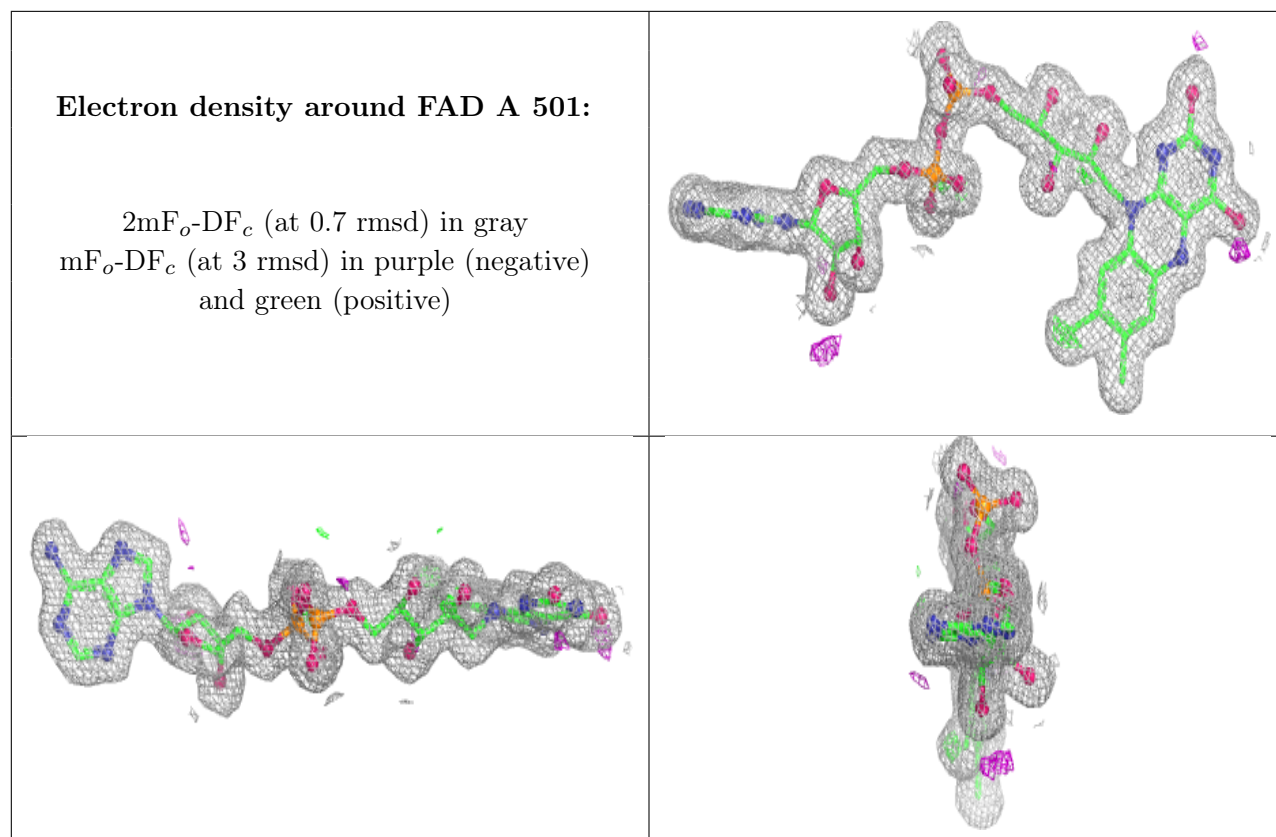 Electron density around FAD A 501:
2mFo-DFc (at 0.7 rmsd) in gray
mFo-DFc (at 3 rmsd) in purple (negative)
and green (positive)